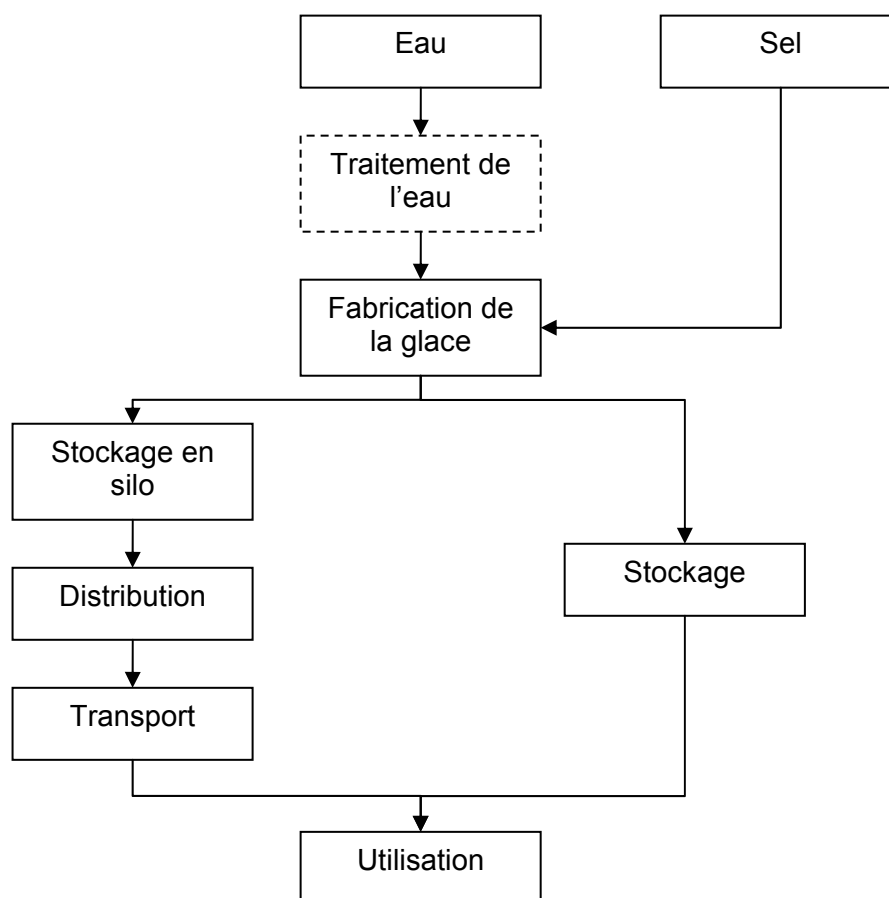 Eau
Sel
Traitement de
l’eau
Fabrication de
la glace
Stockage en
silo
Stockage
Distribution
Transport
Utilisation